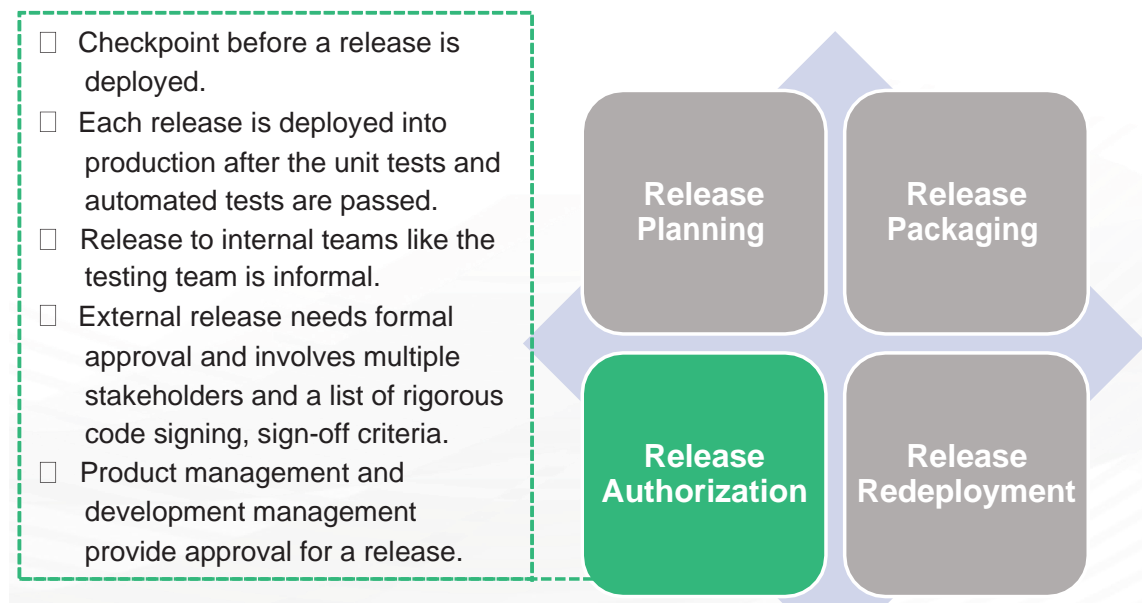 □ Checkpoint before a release is
deployed.
□ Each release is deployed into
production after the unit tests and
automated tests are passed.
□ Release to internal teams like the
testing team is informal.
□ External release needs formal
approval and involves multiple
stakeholders and a list of rigorous
code signing, sign-off criteria.
□ Product management and
development management
provide approval for a release.
Release
Planning
Release
Packaging
Release
Authorization
Release
Redeployment